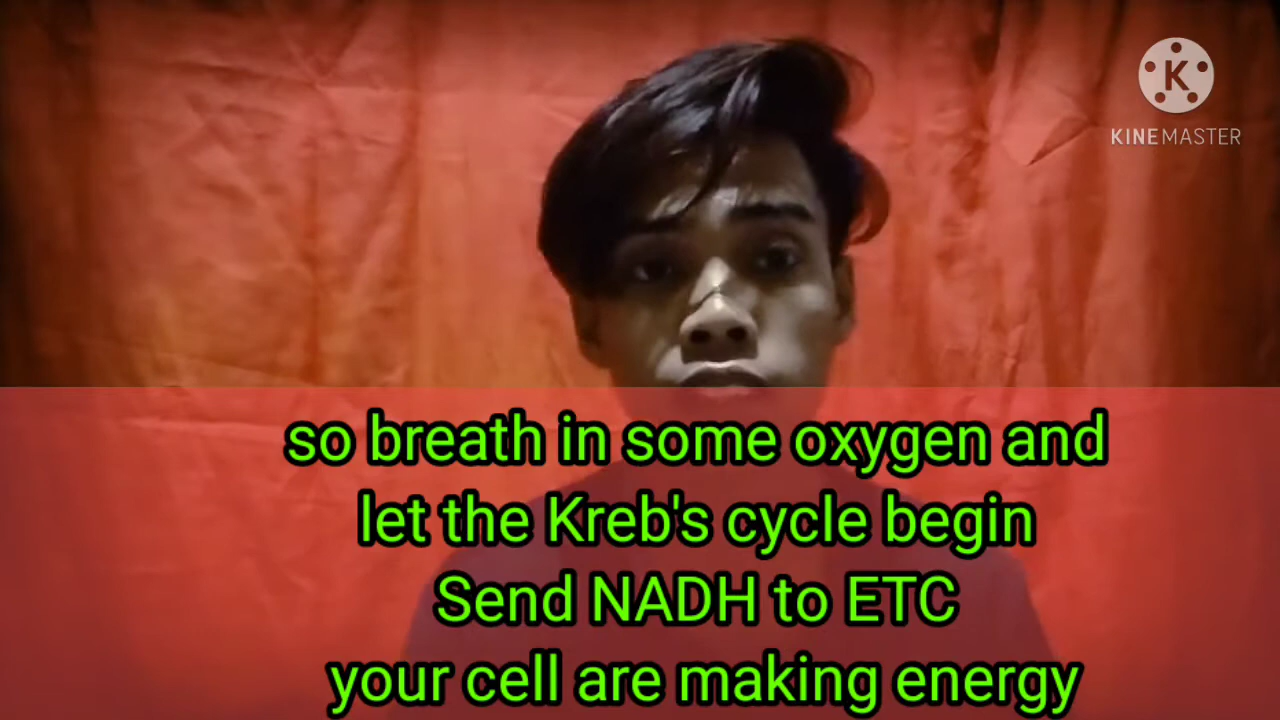 K
KINEMASTER
so breath in some oxygen and
let the Kreb's cycle begin
Send NADH to ETC
your cell are making energy